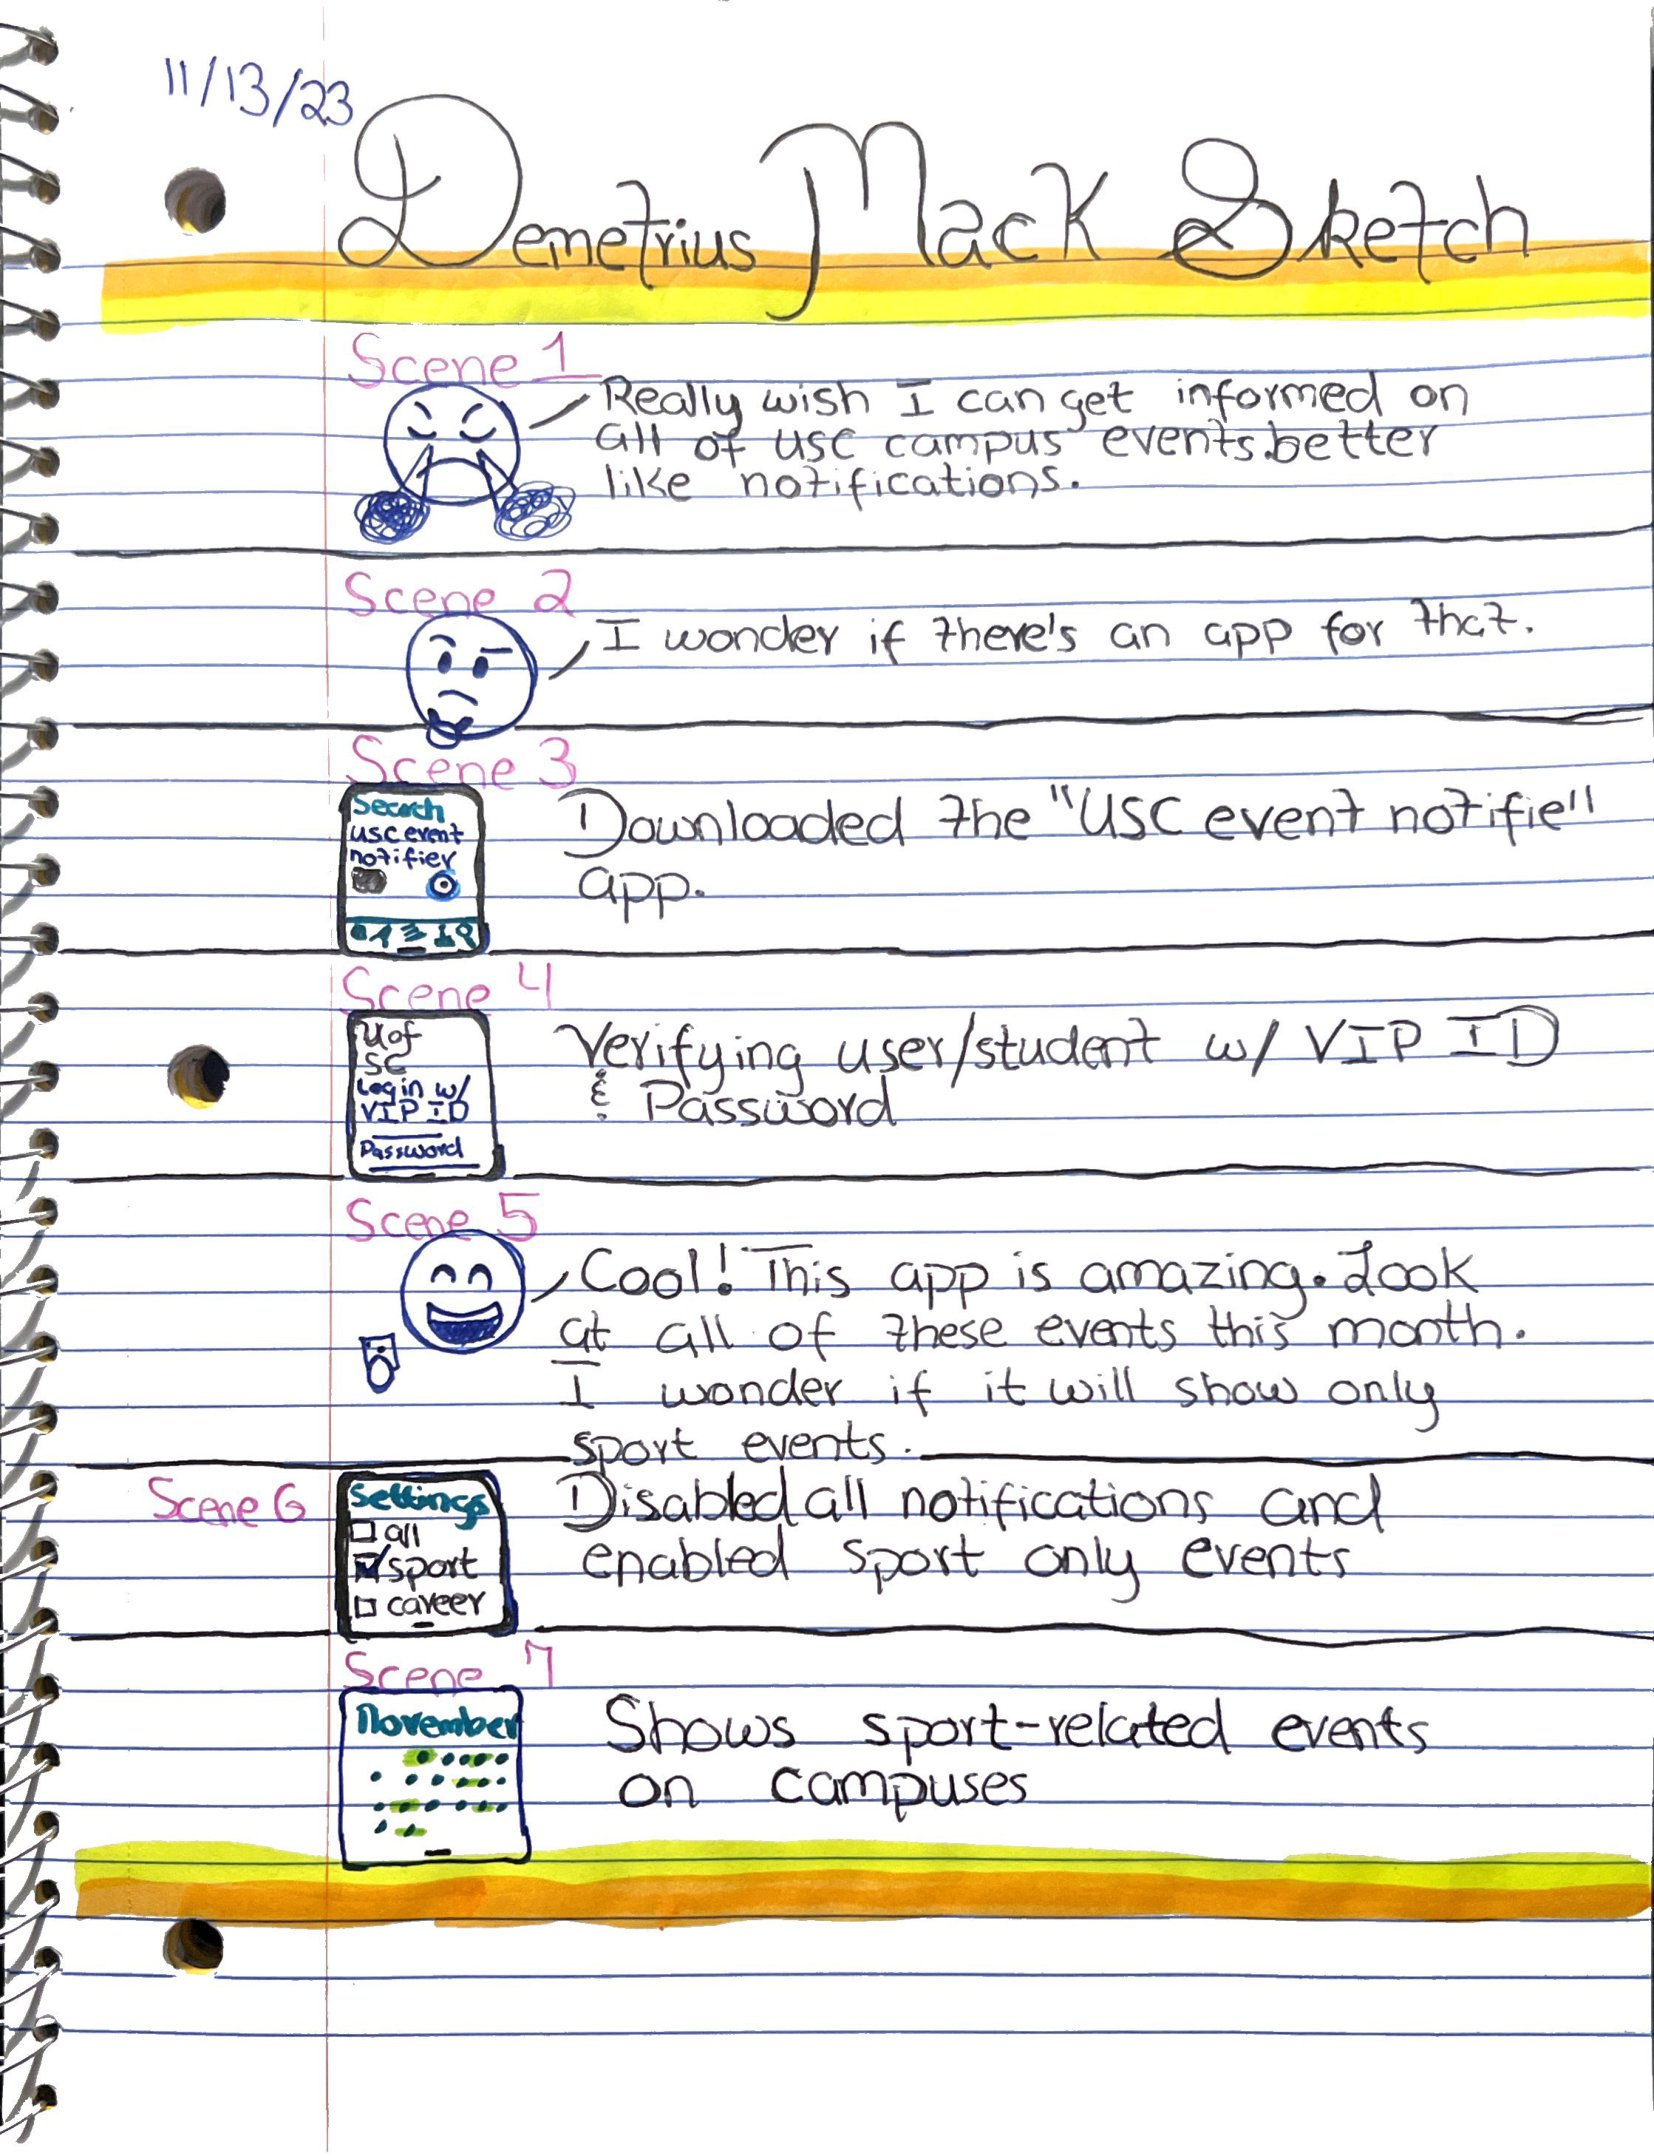 11/13/23
Demetrius Mack Sketch
Scene 1
Really wish I can get informed on
all of USC campus events better
like notifications.
Scene 2
I wonder if there's an app for that.
Scene 3
Search
USC event
notifier
Downloaded the "USC event notifie"
app.
Scene 4
Uof
SC
Login w/
VIP ID
Password
Verifying user/student w/ VIP ID
& Password
Scene 5
Cool! This app is amazing. Look
at all of these events this month.
I wonder if it will show only
sport events.
Scene 6
Settings
all
sport
career
Disabled all notifications and
enabled sport only events
Scene 7
November
Shows sport-related events
on campuses